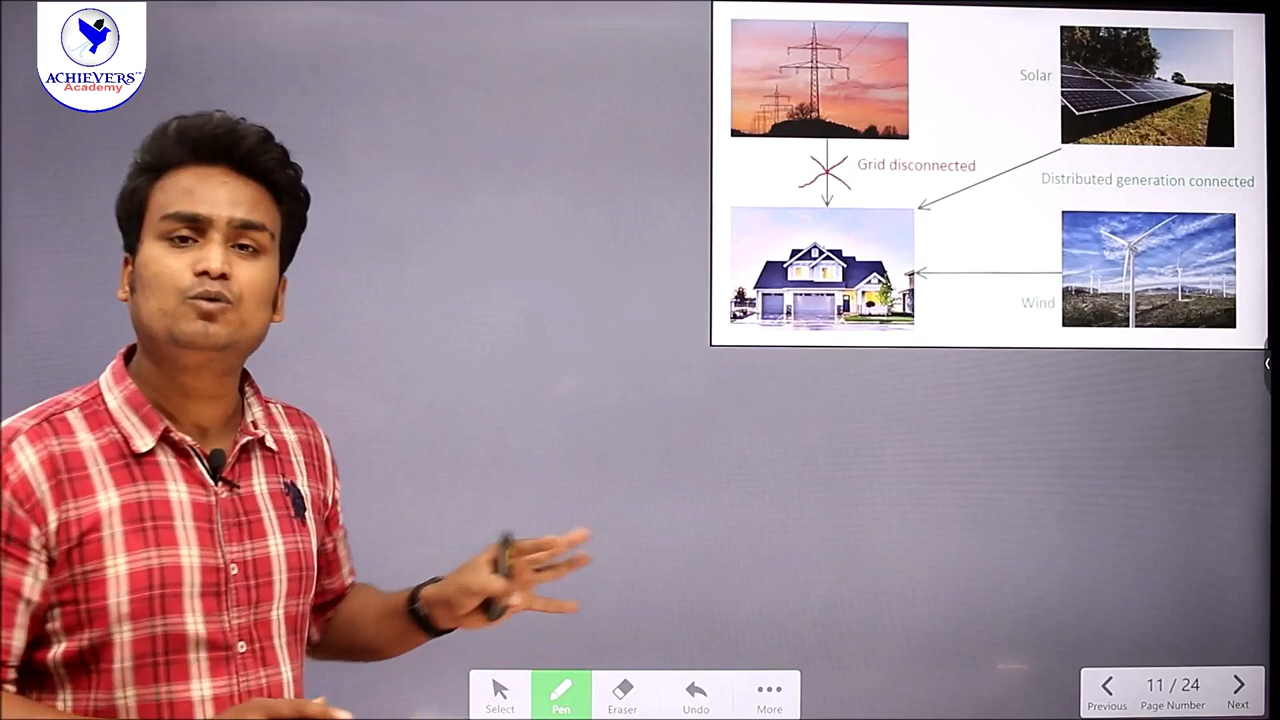 ACHIEVERS™
Academy
Solar
Grid disconnected
Distributed generation connected
Wind
Select
Pen
Eraser
Undo
More
11 / 24
Previous
Page Number
Next